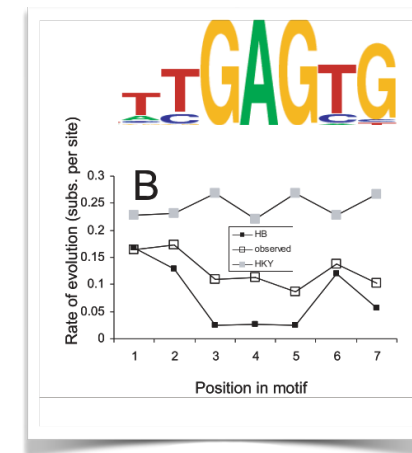 TTGAGTG
B
Rate of evolution (subs. per site)
0.3
0.25
0.2
0.15
0.1
0.05
0
HB
observed
HKY
1 2 3 4 5 6 7
Position in motif